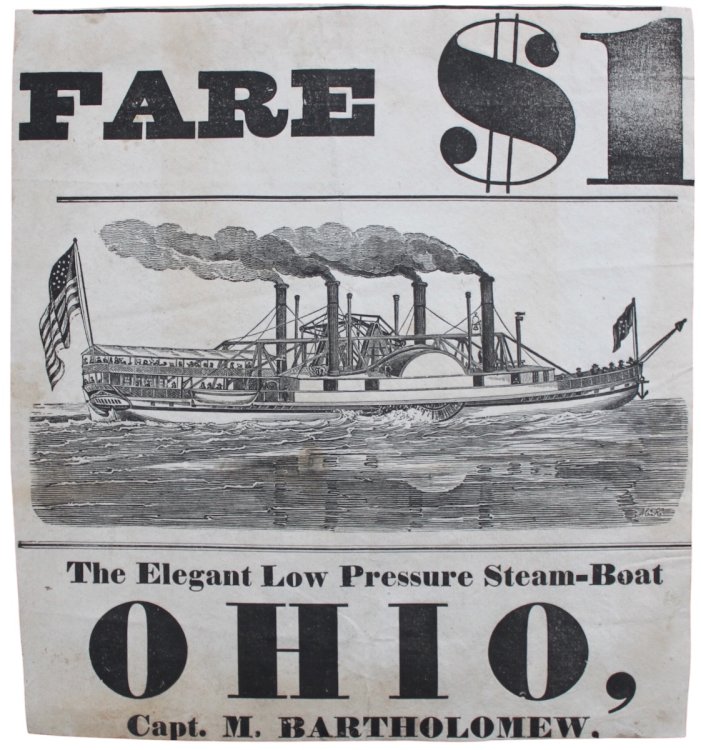 FARE $1
The Elegant Low Pressure Steam-Boat
OHIO,
Capt. M. BARTHOLOMEW.